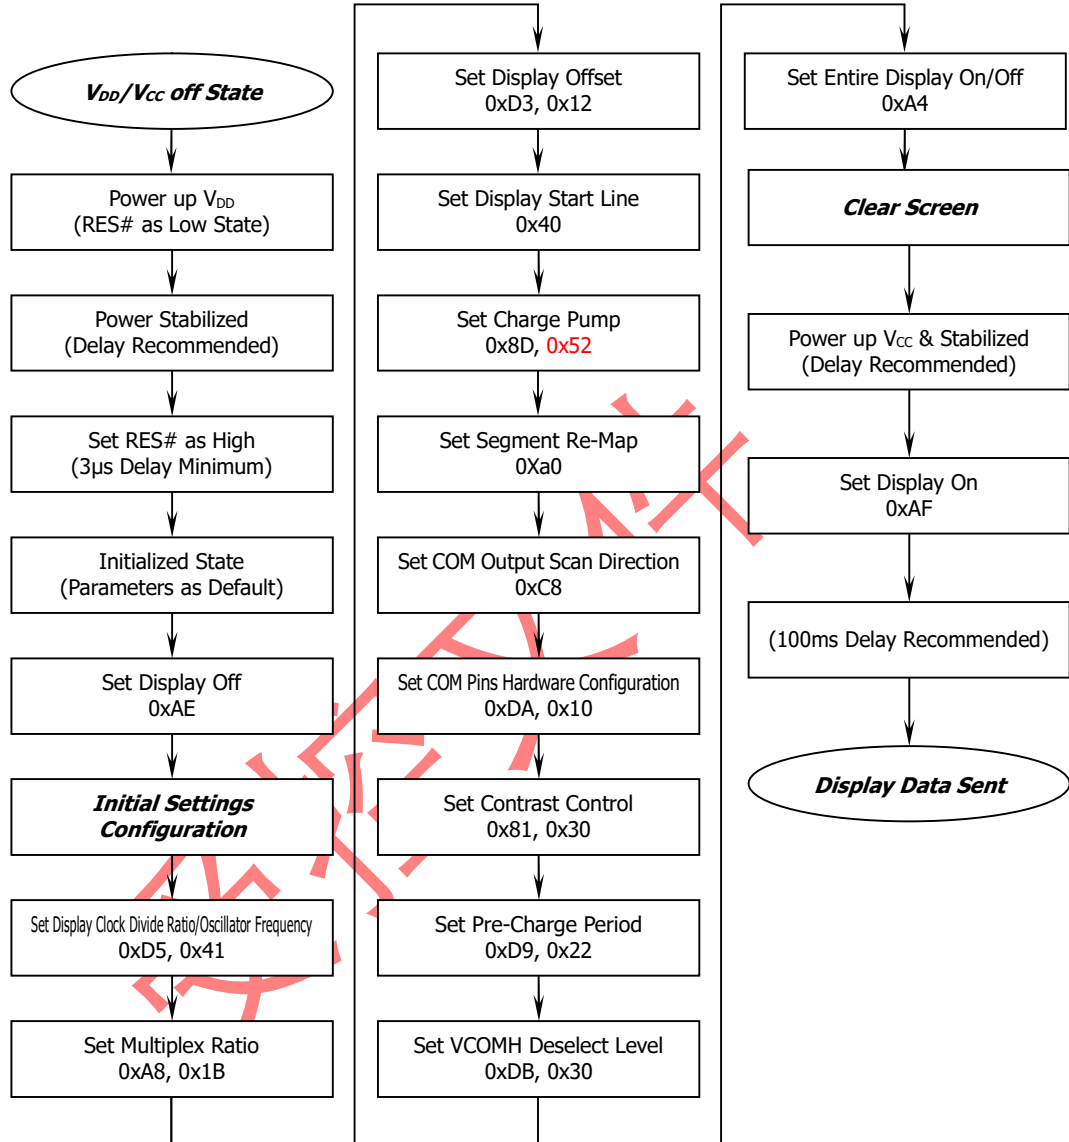 V_DD/V_CC off State
Power up V_DD
(RES# as Low State)
Power Stabilized
(Delay Recommended)
Set RES# as High
(3µs Delay Minimum)
Initialized State
(Parameters as Default)
Set Display Off
0xAE
Initial Settings
Configuration
Set Display Clock Divide Ratio/Oscillator Frequency
0xD5, 0x41
Set Multiplex Ratio
0xA8, 0x1B
Set Display Offset
0xD3, 0x12
Set Display Start Line
0x40
Set Charge Pump
0x8D, 0x52
Set Segment Re-Map
0Xa0
Set COM Output Scan Direction
0xC8
Set COM Pins Hardware Configuration
0xDA, 0x10
Set Contrast Control
0x81, 0x30
Set Pre-Charge Period
0xD9, 0x22
Set VCOMH Deselect Level
0xDB, 0x30
Set Entire Display On/Off
0xA4
Clear Screen
Power up V_CC & Stabilized
(Delay Recommended)
Set Display On
0xAF
(100ms Delay Recommended)
Display Data Sent